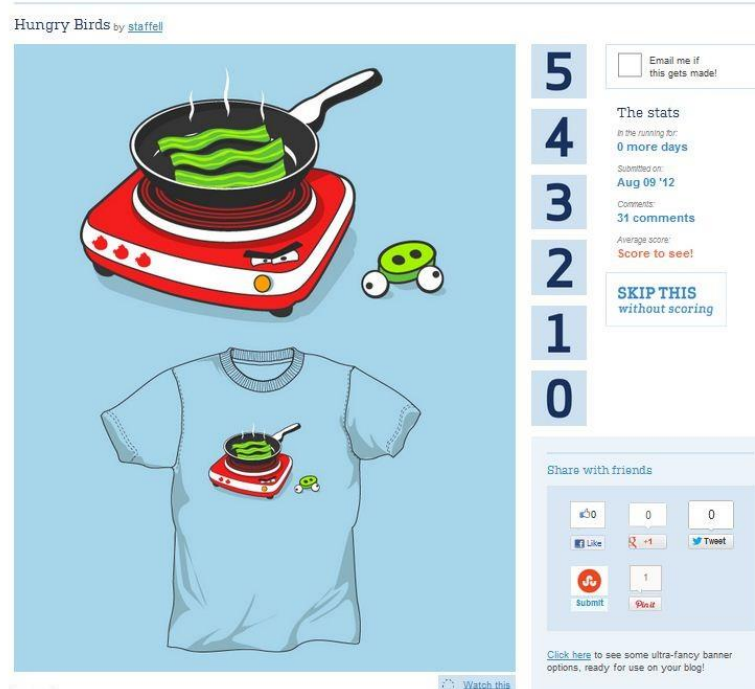 Hungry Birds by staffell
5
4
3
2
1
0
Email me if
this gets made!
The stats
In the running for:
0 more days
Submitted on:
Aug 09 '12
Comments:
31 comments
Average score:
Score to see!
SKIP THIS
without scoring
Share with friends
0
0
0
Like
+1
Tweet
1
Submit
Pin it
Click here to see some ultra-fancy banner
options, ready for use on your blog!
Watch this